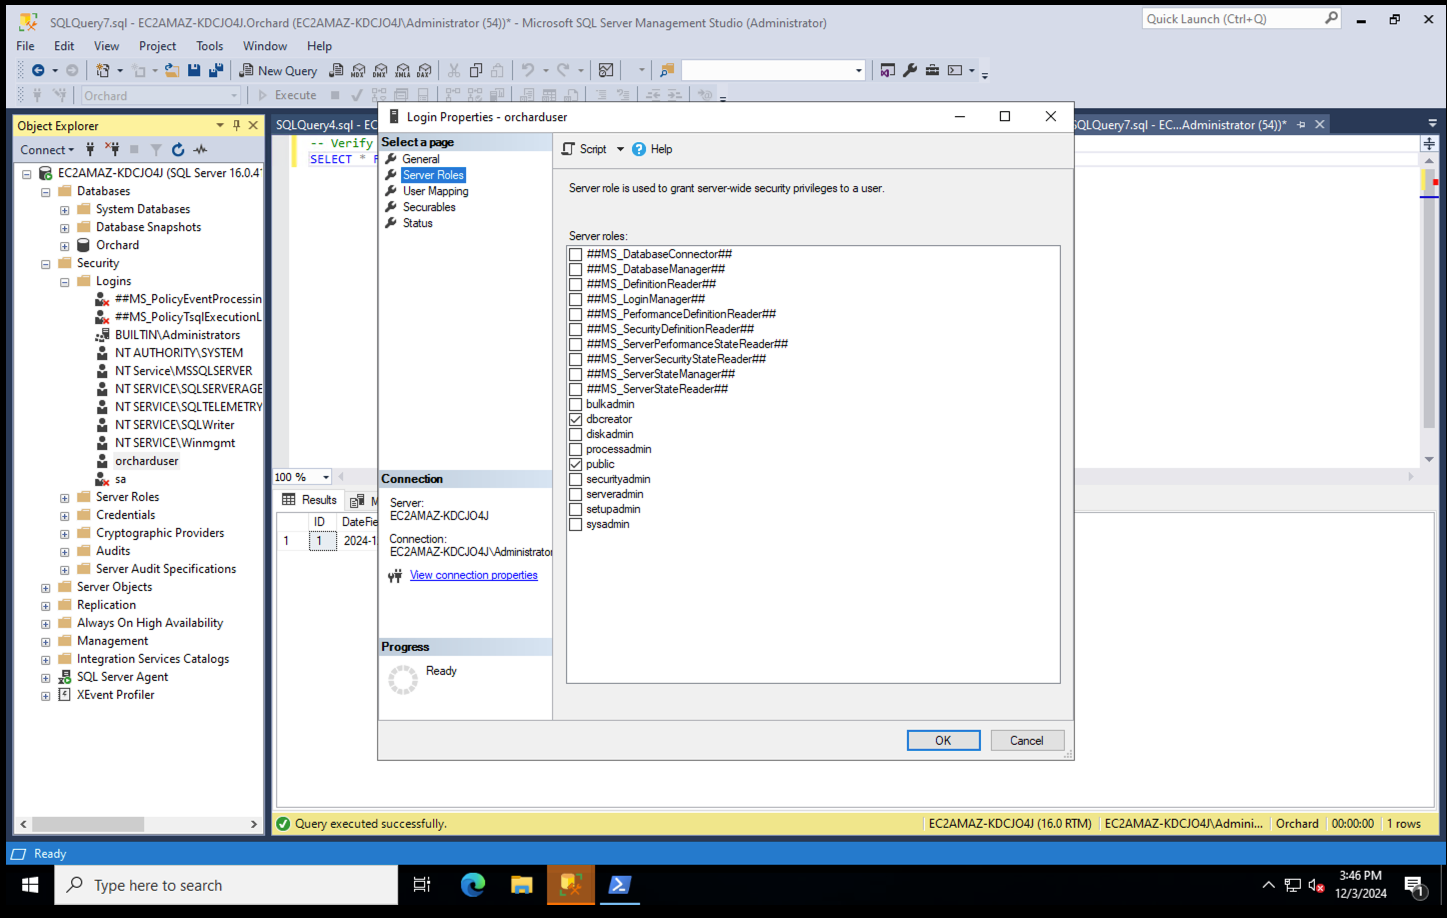 SQLQuery7.sql - EC2AMAZ-KDCJO4J.Orchard (EC2AMAZ-KDCJO4J\Administrator (54))* - Microsoft SQL Server Management Studio (Administrator)
Quick Launch (Ctrl+Q)
File Edit View Project Tools Window Help
New Query MDX DMX XMLA DAX
Orchard Execute
Object Explorer
SQLQuery4.sql - EC
SQLQuery7.sql - EC...Administrator (54))*
Connect
EC2AMAZ-KDCJO4J (SQL Server 16.0.41
Databases
System Databases
Database Snapshots
Orchard
Security
Logins
##MS_PolicyEventProcessin
##MS_PolicyTsqlExecutionL
BUILTIN\Administrators
NT AUTHORITY\SYSTEM
NT Service\MSSQLSERVER
NT SERVICE\SQLSERVERAGE
NT SERVICE\SQLTELEMETRY
NT SERVICE\SQLWriter
NT SERVICE\Winmgmt
orcharduser
sa
Server Roles
Credentials
Cryptographic Providers
Audits
Server Audit Specifications
Server Objects
Replication
Always On High Availability
Management
Integration Services Catalogs
SQL Server Agent
XEvent Profiler
-- Verify
SELECT * F
100 %
Results M
ID DateFie
1 1 2024-1
Login Properties - orcharduser
Select a page
General
Server Roles
User Mapping
Securables
Status
Connection
Server:
EC2AMAZ-KDCJO4J
Connection:
EC2AMAZ-KDCJO4J\Administrator
View connection properties
Progress
Ready
Script Help
Server role is used to grant server-wide security privileges to a user.
Server roles:
##MS_DatabaseConnector##
##MS_DatabaseManager##
##MS_DefinitionReader##
##MS_LoginManager##
##MS_PerformanceDefinitionReader##
##MS_SecurityDefinitionReader##
##MS_ServerPerformanceStateReader##
##MS_ServerSecurityStateReader##
##MS_ServerStateManager##
##MS_ServerStateReader##
bulkadmin
dbcreator
diskadmin
processadmin
public
securityadmin
serveradmin
setupadmin
sysadmin
OK Cancel
Query executed successfully. EC2AMAZ-KDCJO4J (16.0 RTM) EC2AMAZ-KDCJO4J\Admini... Orchard 00:00:00 1 rows
Ready
Type here to search
3:46 PM
12/3/2024
1